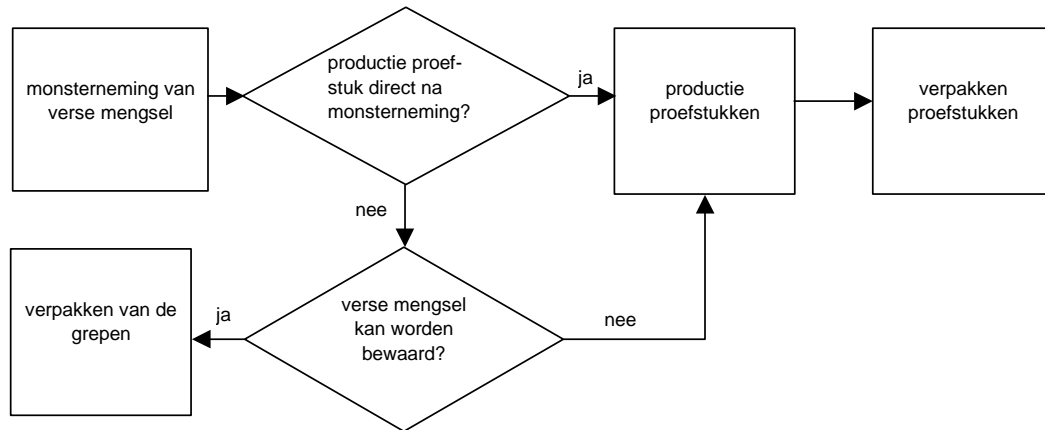 monsterneming van
verse mengsel
productie proef-
stuk direct na
monsterneming?
ja
productie
proefstukken
verpakken
proefstukken
nee
verpakken van de
grepen
ja
verse mengsel
kan worden
bewaard?
nee